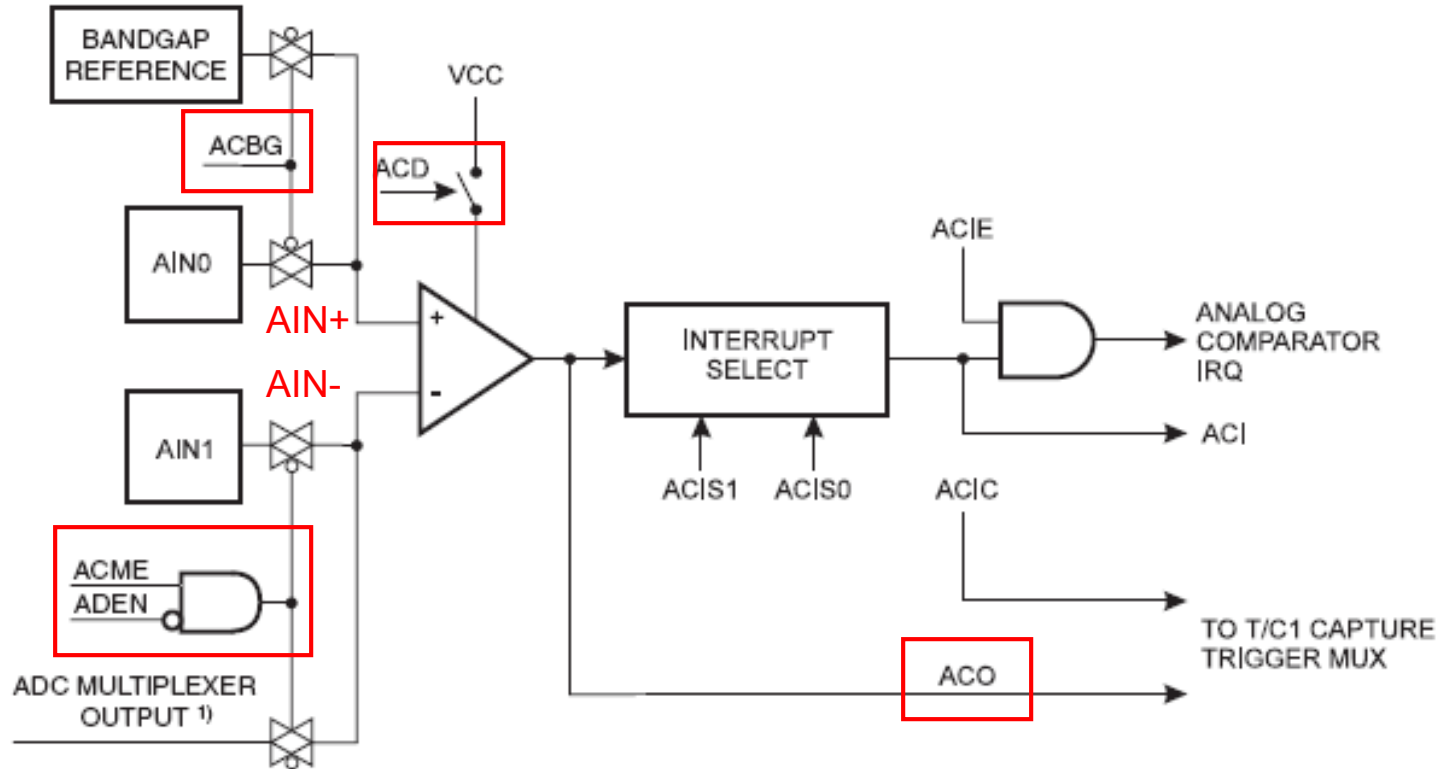 BANDGAP
REFERENCE
VCC
ACBG
ACD
AIN0
ACIE
AIN+
+
INTERRUPT
SELECT
ANALOG
COMPARATOR
IRQ
AIN-
-
AIN1
ACI
ACIS1
ACIS0
ACIC
ACME
ADEN
TO T/C1 CAPTURE
TRIGGER MUX
ACO
ADC MULTIPLEXER
OUTPUT 1)